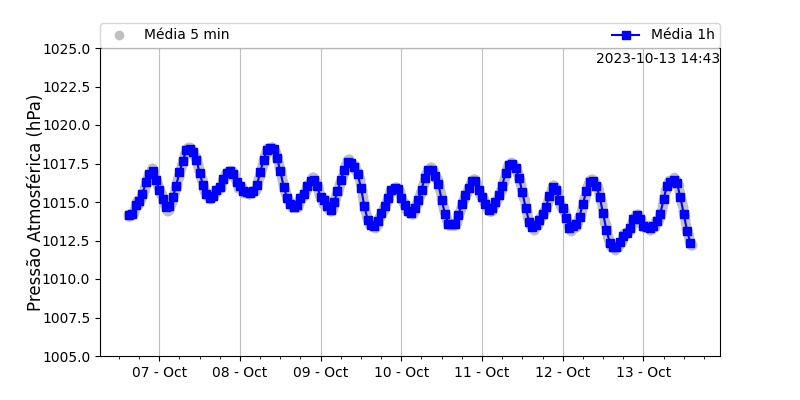 Média 5 min
Média 1h
2023-10-13 14:43
Pressão Atmosférica (hPa)
1025.0
1022.5
1020.0
1017.5
1015.0
1012.5
1010.0
1007.5
1005.0
07 - Oct
08 - Oct
09 - Oct
10 - Oct
11 - Oct
12 - Oct
13 - Oct